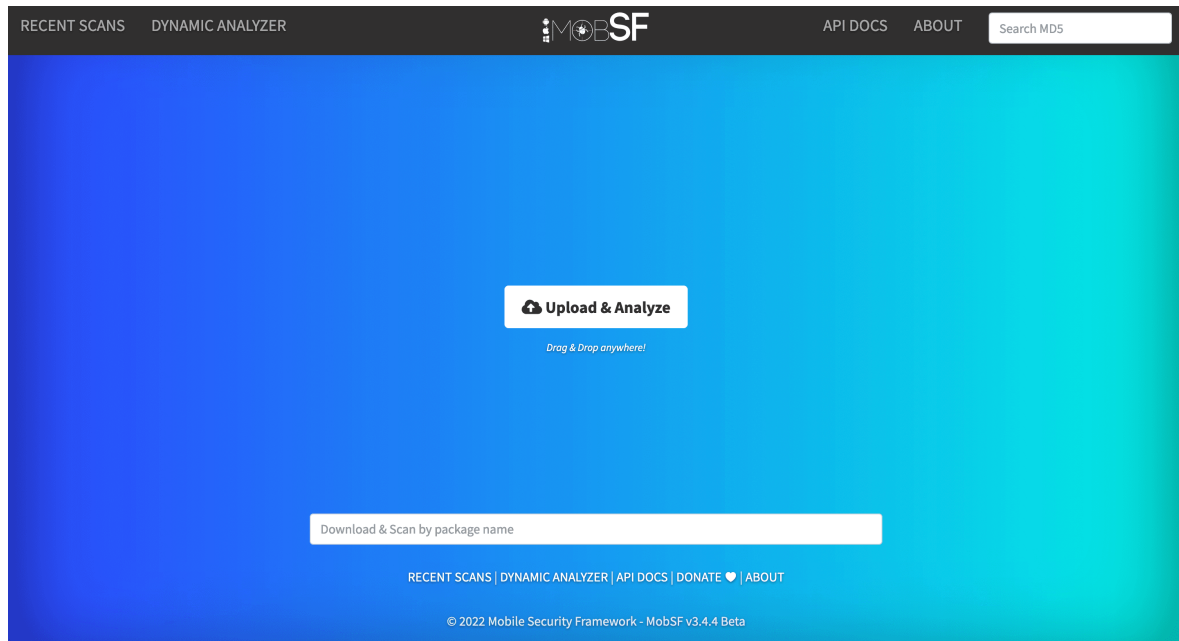 RECENT SCANS DYNAMIC ANALYZER MOBSF API DOCS ABOUT Search MD5
Upload & Analyze
Drag & Drop anywhere!
Download & Scan by package name
RECENT SCANS | DYNAMIC ANALYZER | API DOCS | DONATE | ABOUT
© 2022 Mobile Security Framework - MobSF v3.4.4 Beta